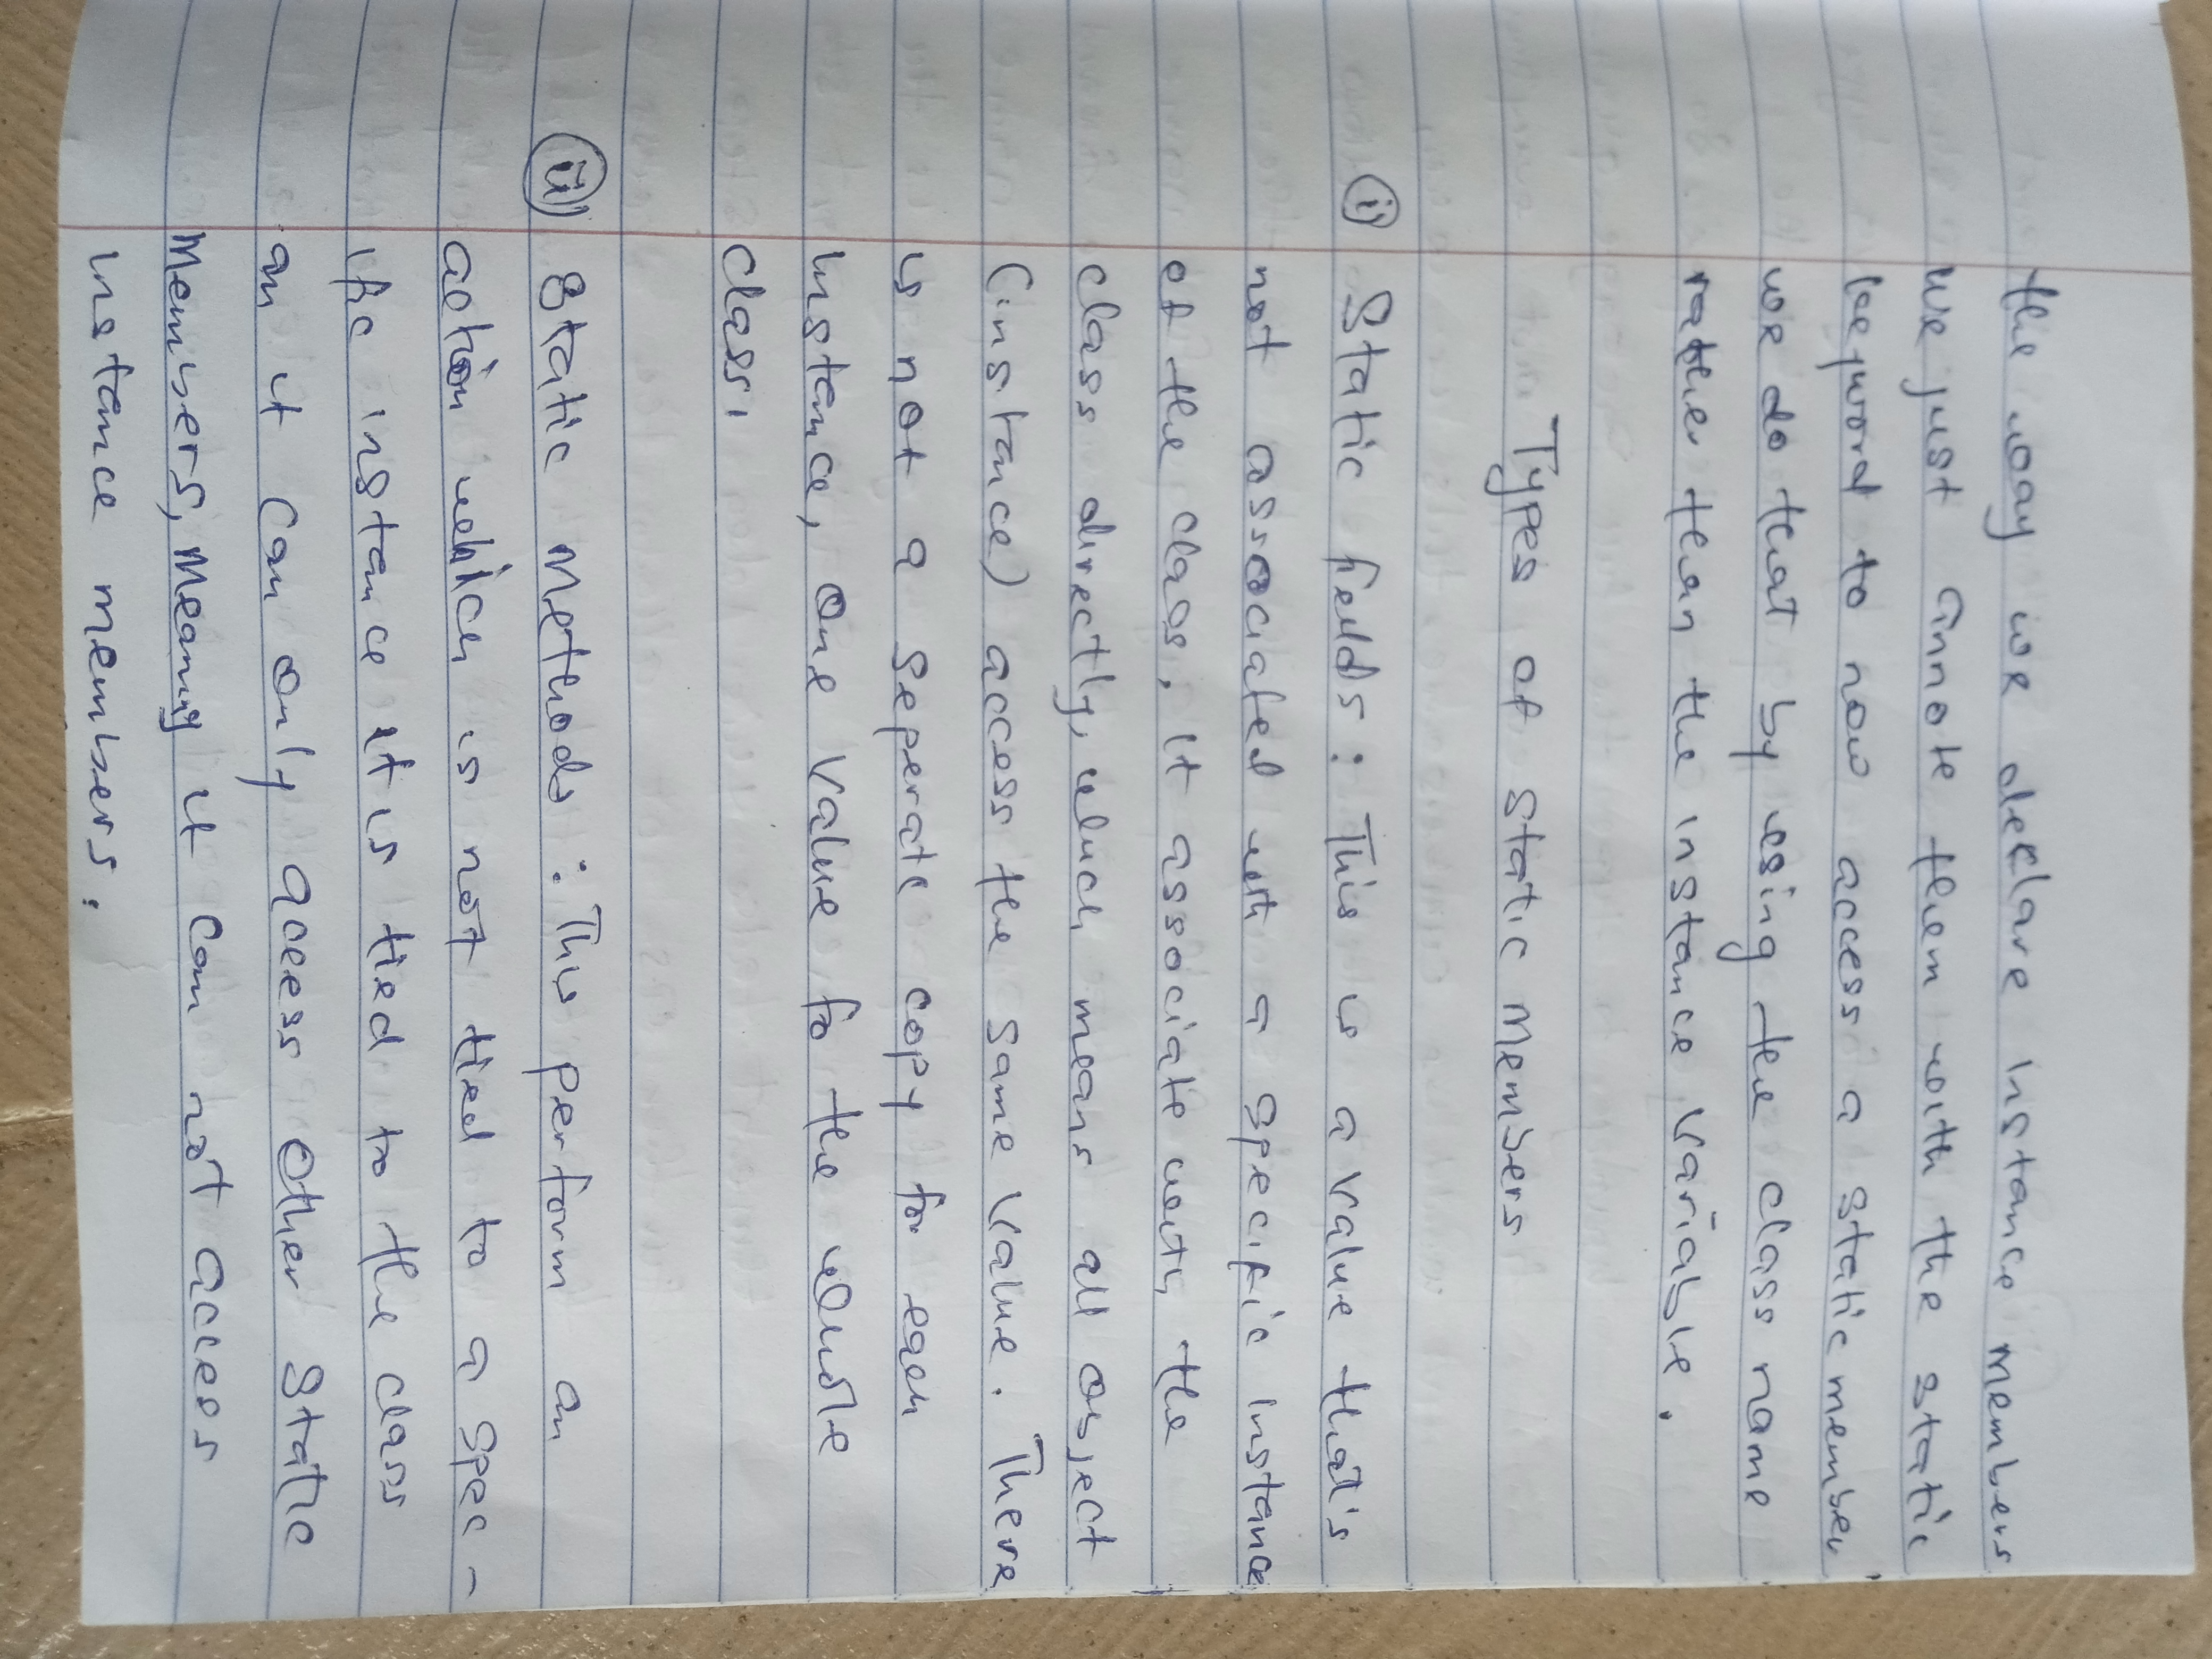 the way we declare instance members
we just annote them with the static
keyword to now access a static member
we do that by using the class name
rather than the instance variable.
Types of static members
(i) Static fields : This is a value that's
not associated with a specific instance
of the class, it associate with the
class directly, which means all object
(instance) access the same value. There
is not a seperate copy for each
instance, one value for the whole
class.
(ii) Static methods : This perform an
action which is not tied to a spec-
ific instance it is tied to the class
an it can only access other static
members, meaning it can not access
instance members.